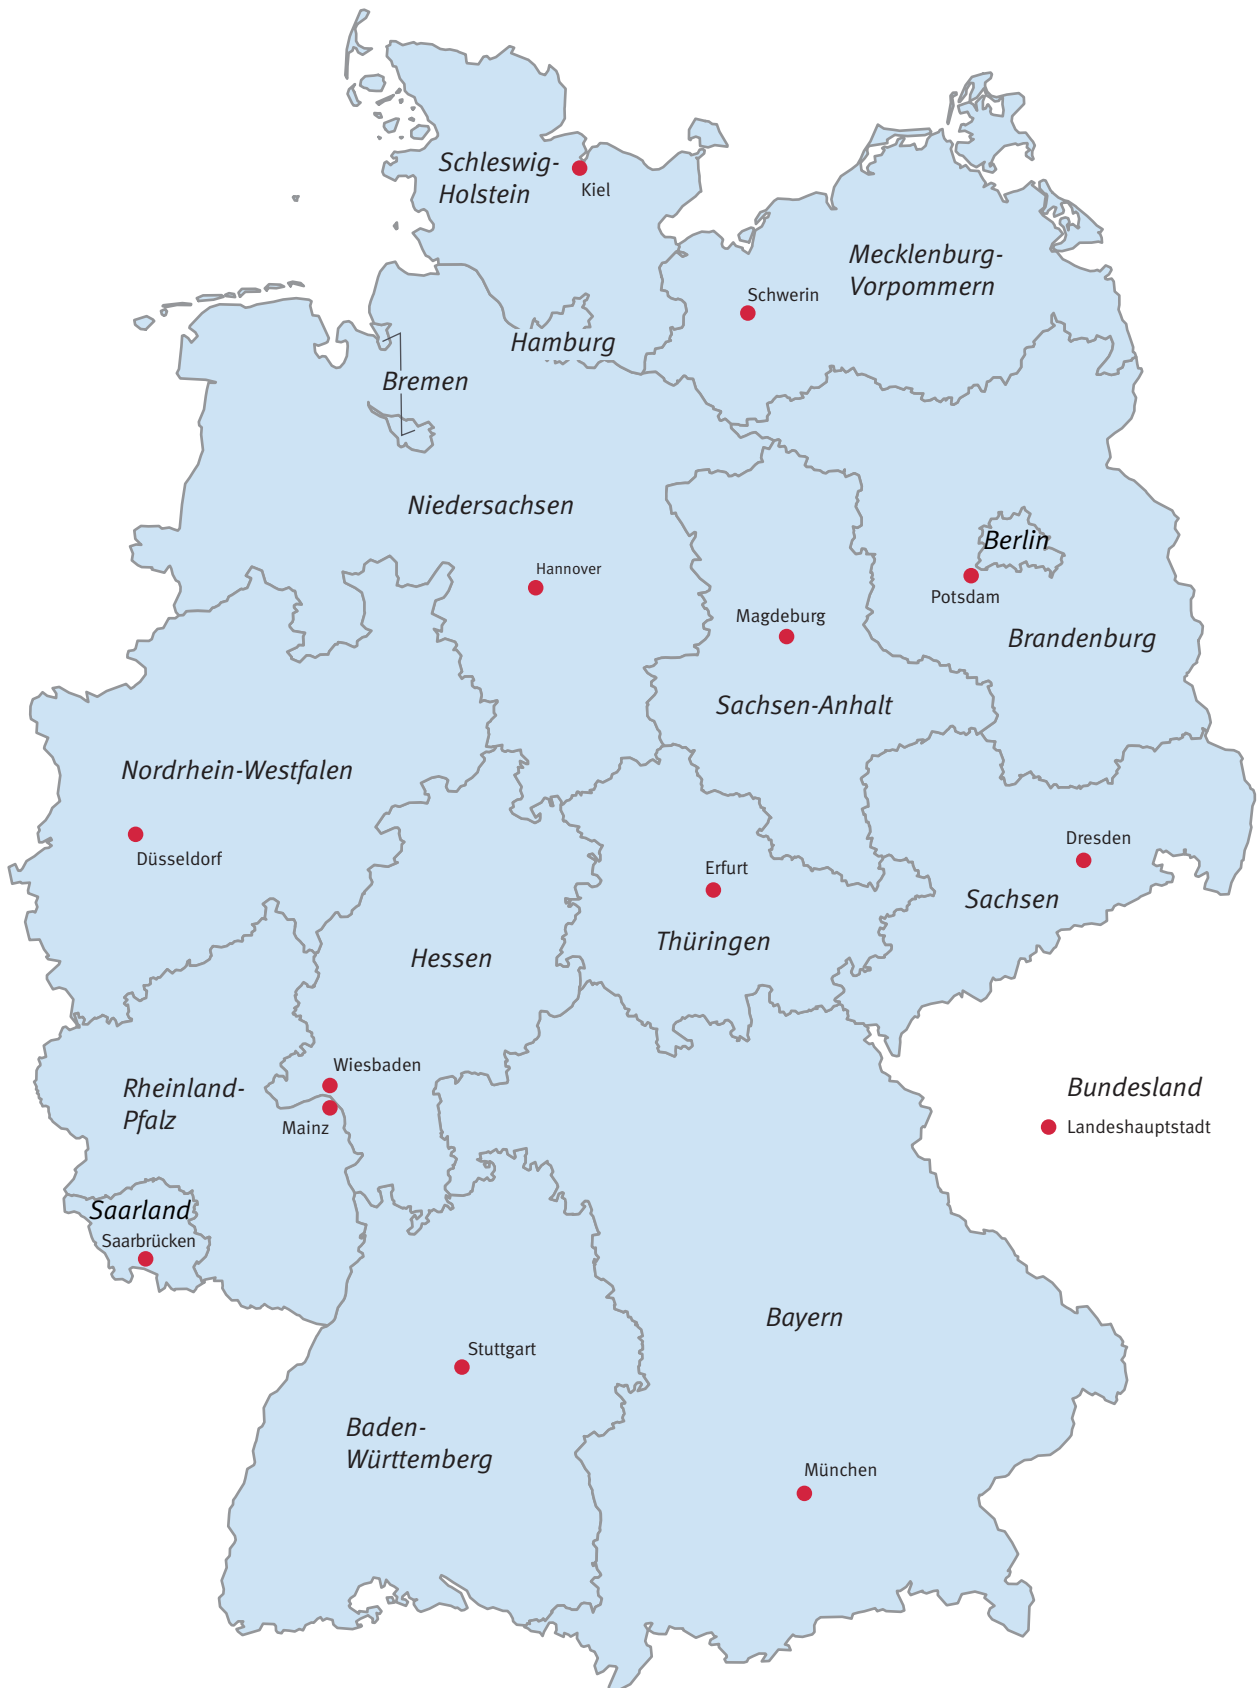 Schleswig-
Holstein
Kiel
Mecklenburg-
Vorpommern
Schwerin
Hamburg
Bremen
Niedersachsen
Hannover
Berlin
Potsdam
Brandenburg
Magdeburg
Sachsen-Anhalt
Nordrhein-Westfalen
Düsseldorf
Dresden
Sachsen
Erfurt
Thüringen
Hessen
Wiesbaden
Mainz
Rheinland-
Pfalz
Bundesland
Landeshauptstadt
Saarland
Saarbrücken
Bayern
Stuttgart
Baden-
Württemberg
München